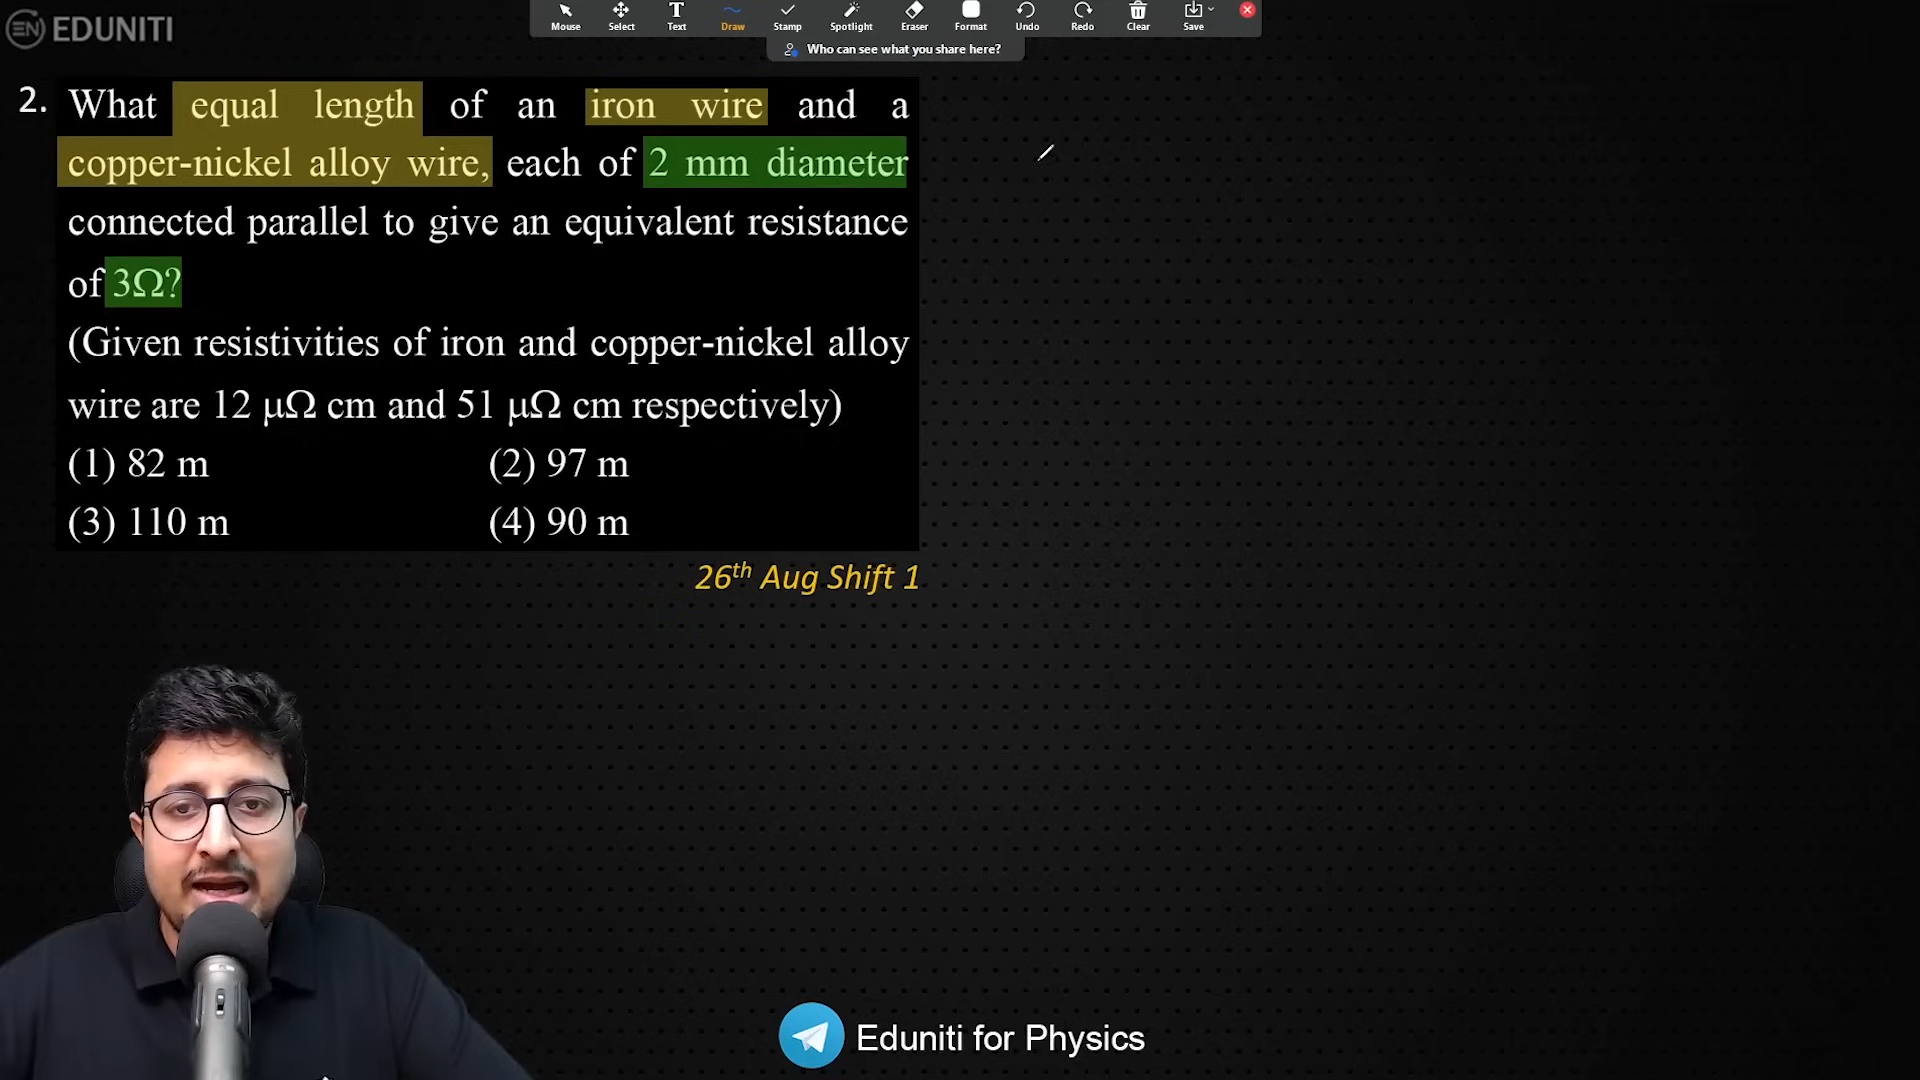 EN EDUNITI
Mouse Select Text Draw Stamp Spotlight Eraser Format Undo Redo Clear Save
Who can see what you share here?
2. What equal length of an iron wire and a
copper-nickel alloy wire, each of 2 mm diameter
connected parallel to give an equivalent resistance
of 3Ω?
(Given resistivities of iron and copper-nickel alloy
wire are 12 μΩ cm and 51 μΩ cm respectively)
(1) 82 m (2) 97 m
(3) 110 m (4) 90 m
26th Aug Shift 1
Eduniti for Physics